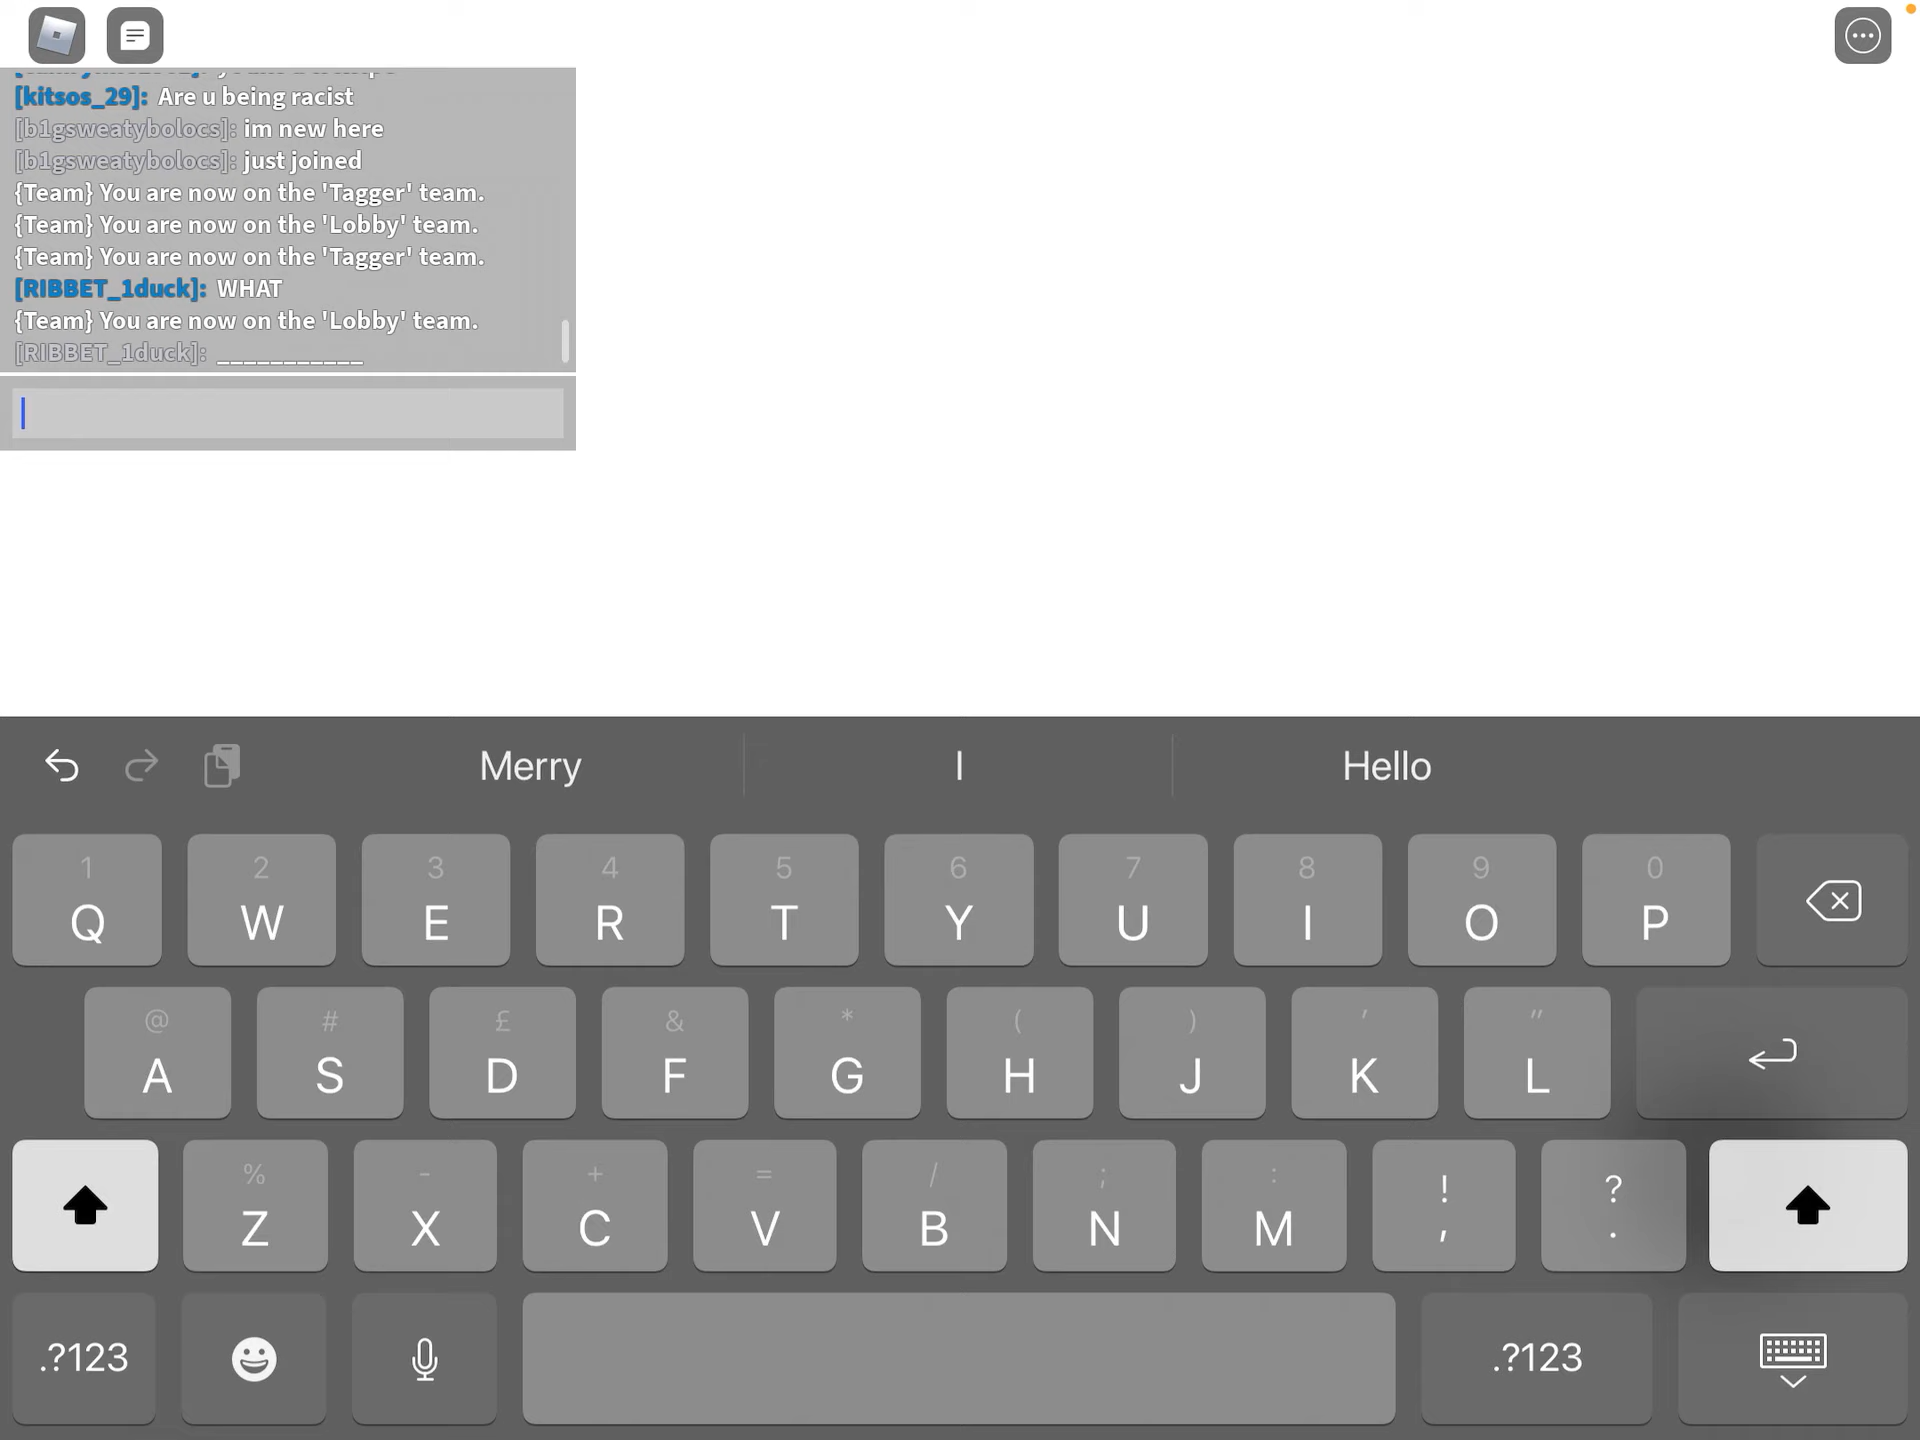 [kitsos_29]: Are u being racist
[b1gsweatybolocs]: im new here
[b1gsweatybolocs]: just joined
{Team} You are now on the 'Tagger' team.
{Team} You are now on the 'Lobby' team.
{Team} You are now on the 'Tagger' team.
[RIBBET_1duck]: WHAT
{Team} You are now on the 'Lobby' team.
[RIBBET_1duck]: ___________
Merry I Hello
1 2 3 4 5 6 7 8 9 0
Q W E R T Y U I O P
@ # £ & * ( ) ' "
A S D F G H J K L
% - + = / ; : ! ?
Z X C V B N M , .
.?123 .?123